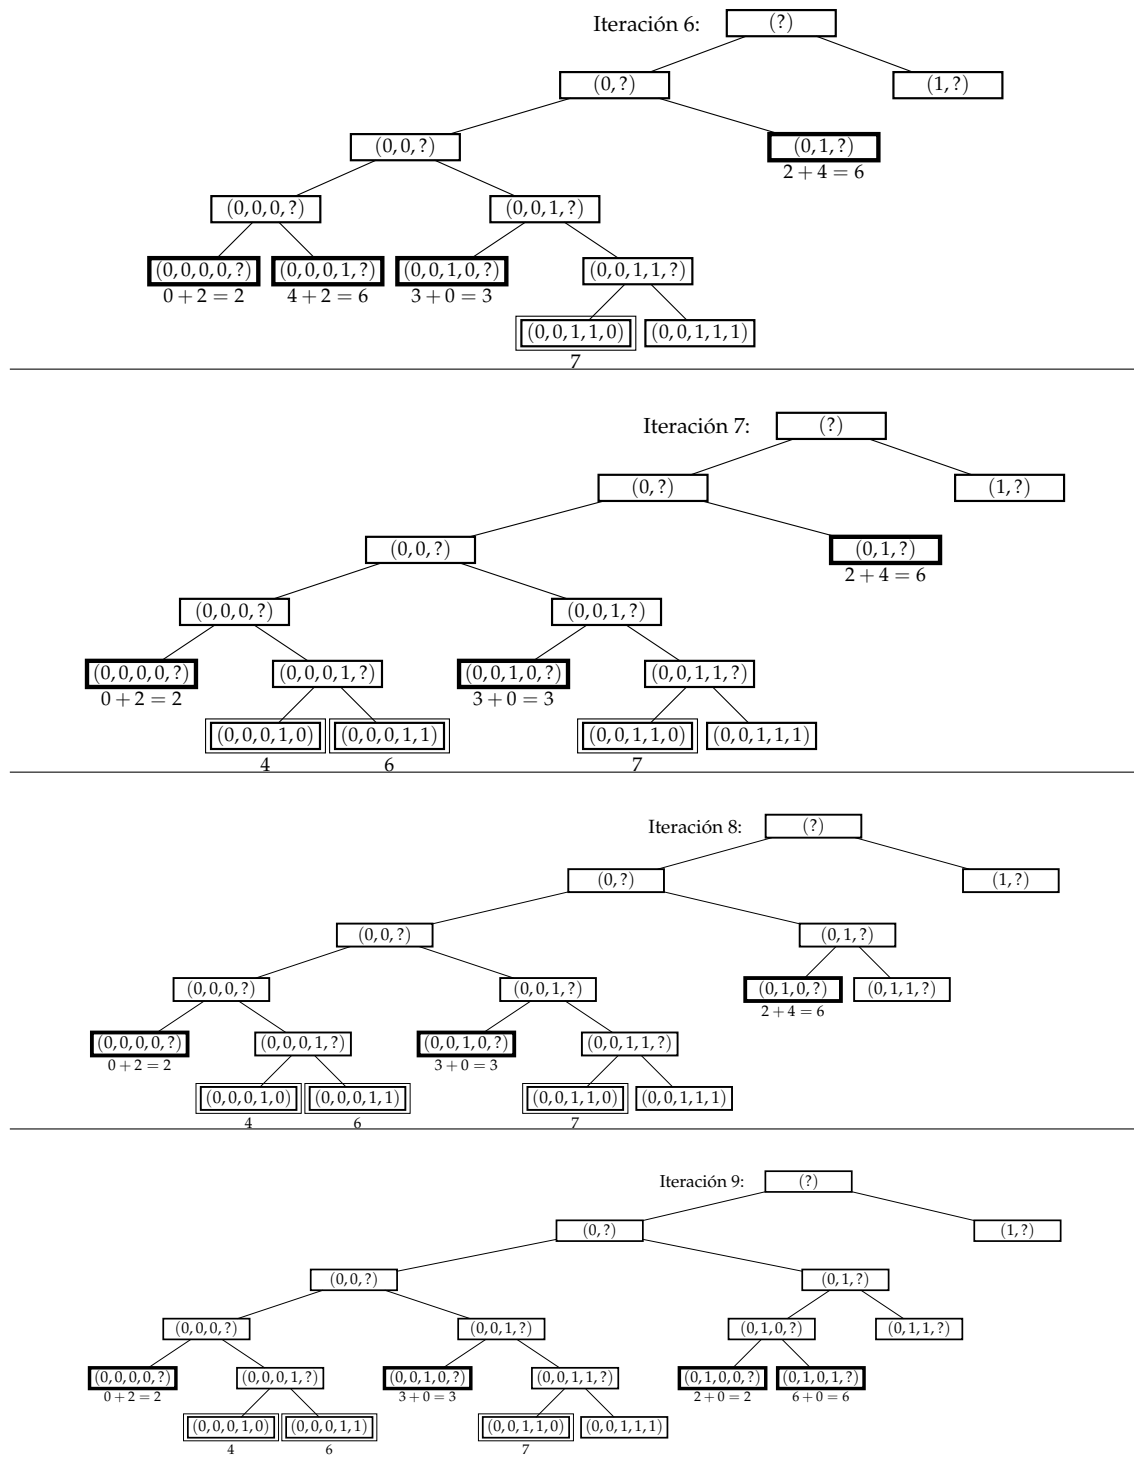 Iteración 6: (?)
(0, ?) (1, ?)
(0, 0, ?) (0, 1, ?)
2 + 4 = 6
(0, 0, 0, ?) (0, 0, 1, ?)
(0, 0, 0, 0, ?) (0, 0, 0, 1, ?) (0, 0, 1, 0, ?) (0, 0, 1, 1, ?)
0 + 2 = 2 4 + 2 = 6 3 + 0 = 3
(0, 0, 1, 1, 0) (0, 0, 1, 1, 1)
7
Iteración 7: (?)
(0, ?) (1, ?)
(0, 0, ?) (0, 1, ?)
2 + 4 = 6
(0, 0, 0, ?) (0, 0, 1, ?)
(0, 0, 0, 0, ?) (0, 0, 0, 1, ?) (0, 0, 1, 0, ?) (0, 0, 1, 1, ?)
0 + 2 = 2 3 + 0 = 3
(0, 0, 0, 1, 0) (0, 0, 0, 1, 1) (0, 0, 1, 1, 0) (0, 0, 1, 1, 1)
4 6 7
Iteración 8: (?)
(0, ?) (1, ?)
(0, 0, ?) (0, 1, ?)
(0, 0, 0, ?) (0, 0, 1, ?) (0, 1, 0, ?) (0, 1, 1, ?)
2 + 4 = 6
(0, 0, 0, 0, ?) (0, 0, 0, 1, ?) (0, 0, 1, 0, ?) (0, 0, 1, 1, ?)
0 + 2 = 2 3 + 0 = 3
(0, 0, 0, 1, 0) (0, 0, 0, 1, 1) (0, 0, 1, 1, 0) (0, 0, 1, 1, 1)
4 6 7
Iteración 9: (?)
(0, ?) (1, ?)
(0, 0, ?) (0, 1, ?)
(0, 0, 0, ?) (0, 0, 1, ?) (0, 1, 0, ?) (0, 1, 1, ?)
(0, 0, 0, 0, ?) (0, 0, 0, 1, ?) (0, 0, 1, 0, ?) (0, 0, 1, 1, ?) (0, 1, 0, 0, ?) (0, 1, 0, 1, ?)
0 + 2 = 2 3 + 0 = 3 2 + 0 = 2 6 + 0 = 6
(0, 0, 0, 1, 0) (0, 0, 0, 1, 1) (0, 0, 1, 1, 0) (0, 0, 1, 1, 1)
4 6 7